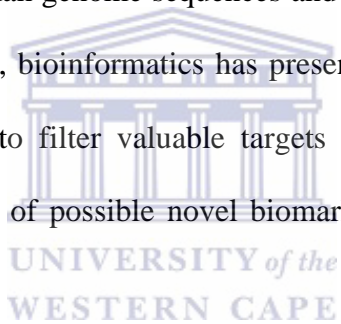 an genome sequences and
, bioinformatics has presen
to filter valuable targets
of possible novel biomar
UNIVERSITY of the
WESTERN CAPE